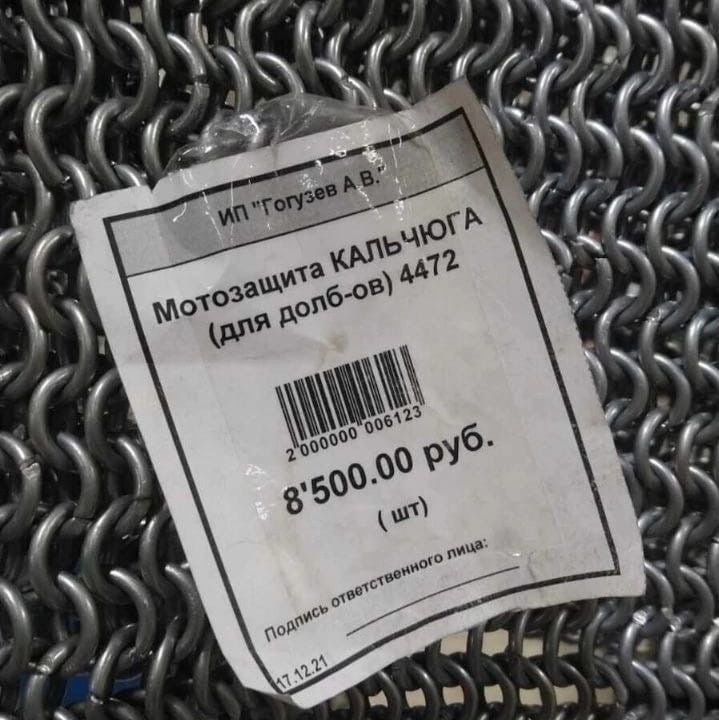 ИП "Гогузев А.В."
Мотозащита КАЛЬЧЮГА
(для долб-ов) 4472
2 000000 006123
8'500.00 руб.
( шт)
Подпись ответственного лица:
17.12.21